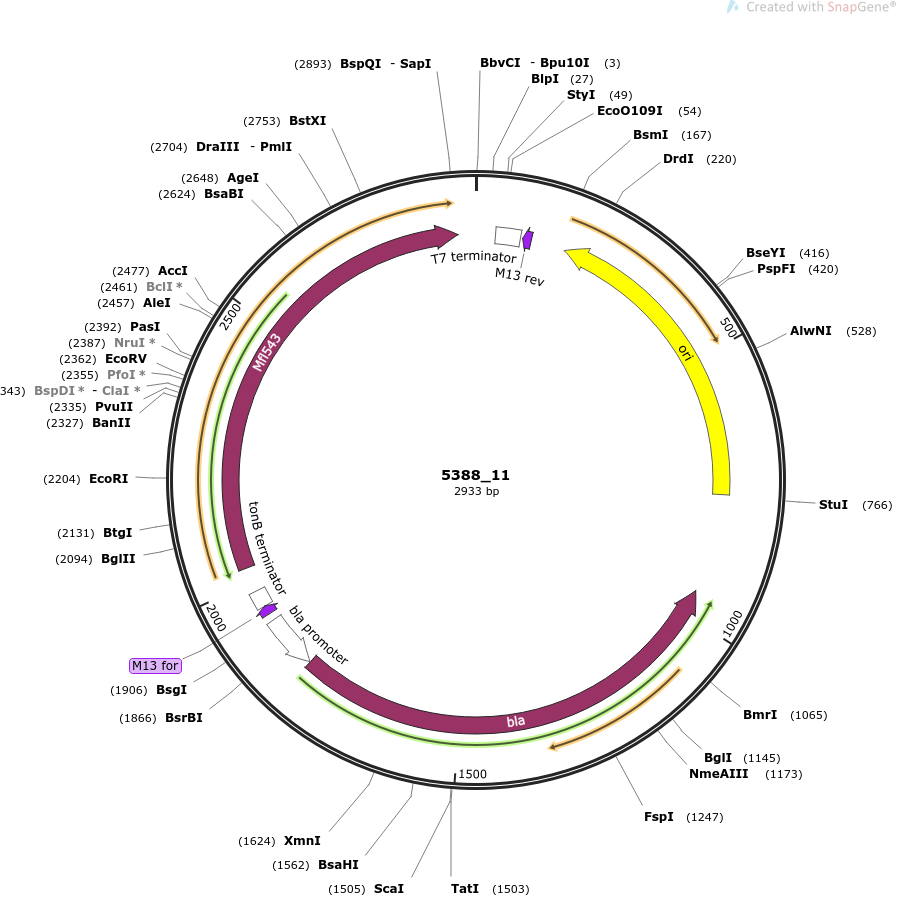 Created with SnapGene®
(2893) BspQI - SapI
BbvCI - Bpu10I (3)
BlpI (27)
StyI (49)
EcoO109I (54)
BsmI (167)
DrdI (220)
(2753) BstXI
(2704) DraIII - PmlI
(2648) AgeI
(2624) BsaBI
T7 terminator
M13 rev
BseYI (416)
PspFI (420)
500
AlwNI (528)
ori
(2477) AccI
(2461) BclI *
(2457) AleI
2500
(2392) PasI
(2387) NruI *
(2362) EcoRV
(2355) PfoI *
343) BspDI * - ClaI *
(2335) PvuII
(2327) BanII
Mfl543
(2204) EcoRI
5388_11
2933 bp
StuI (766)
(2131) BtgI
(2094) BglII
tonB terminator
2000
bla promoter
1000
M13 for
(1906) BsgI
(1866) BsrBI
bla
BmrI (1065)
BglI (1145)
NmeAIII (1173)
1500
FspI (1247)
(1624) XmnI
(1562) BsaHI
(1505) ScaI
TatI (1503)